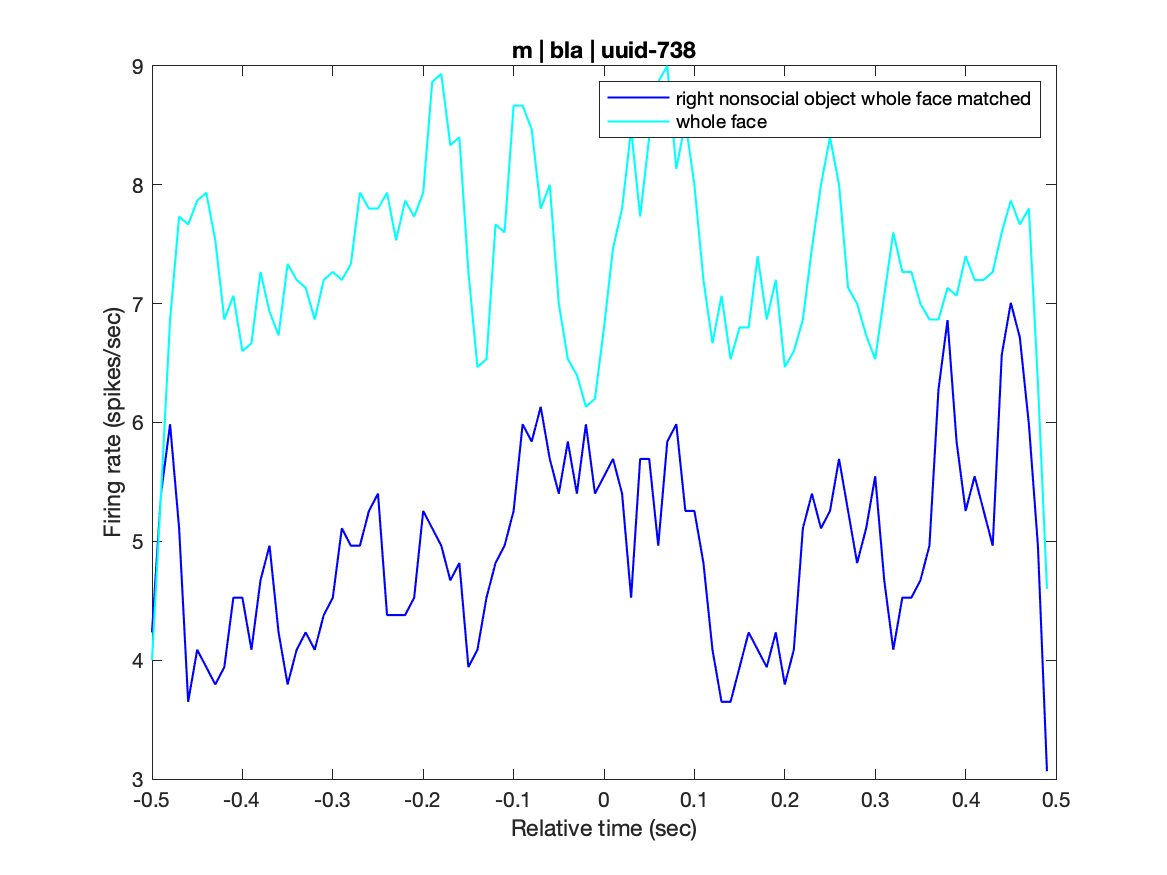 m | bla | uuid-738
right nonsocial object whole face matched
whole face
Firing rate (spikes/sec)
9
8
7
6
5
4
3
-0.5 -0.4 -0.3 -0.2 -0.1 0 0.1 0.2 0.3 0.4 0.5
Relative time (sec)